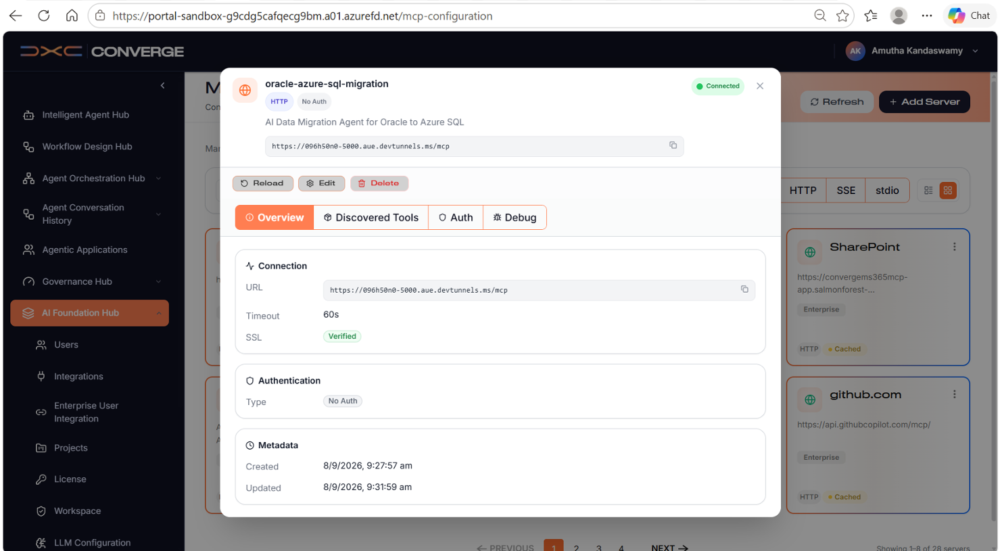 https://portal-sandbox-g9cdg5cafqecg9bm.a01.azurefd.net/mcp-configuration
Chat
DXC CONVERGE
AK Amutha Kandaswamy
Intelligent Agent Hub
Workflow Design Hub
Agent Orchestration Hub
Agent Conversation
History
Agentic Applications
Governance Hub
AI Foundation Hub
Users
Integrations
Enterprise User
Integration
Projects
License
Workspace
LLM Configuration
M
Con
Refresh
+ Add Server
Mar
HTTP SSE stdio
oracle-azure-sql-migration
Connected
HTTP No Auth
AI Data Migration Agent for Oracle to Azure SQL
https://096h50n0-5000.aue.devtunnels.ms/mcp
Reload Edit Delete
Overview Discovered Tools Auth Debug
Connection
URL https://096h50n0-5000.aue.devtunnels.ms/mcp
Timeout 60s
SSL Verified
Authentication
Type No Auth
Metadata
Created 8/9/2026, 9:27:57 am
Updated 8/9/2026, 9:31:59 am
SharePoint
https://convergems365mcp-
app.salmonforest-...
Enterprise
HTTP Cached
github.com
https://api.githubcopilot.com/mcp/
Enterprise
HTTP Cached
← PREVIOUS 1 2 3 4 NEXT →
Showing 1-8 of 28 servers